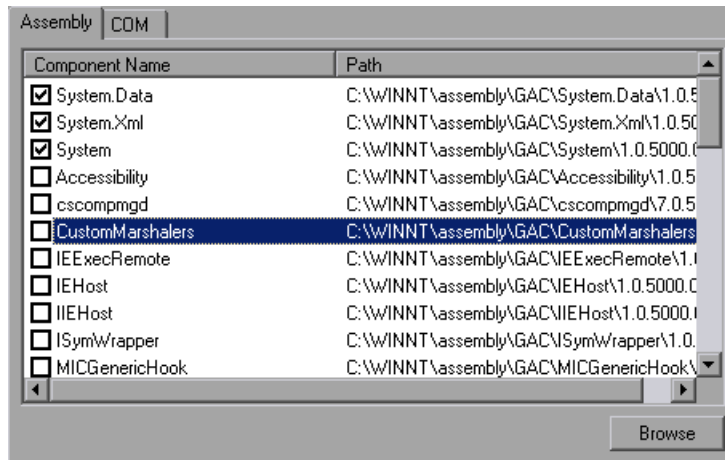 Assembly COM
Component Name Path
System.Data C:\WINNT\assembly\GAC\System.Data\1.0.5
System.Xml C:\WINNT\assembly\GAC\System.Xml\1.0.50
System C:\WINNT\assembly\GAC\System\1.0.5000.0
Accessibility C:\WINNT\assembly\GAC\Accessibility\1.0.5
cscompmgd C:\WINNT\assembly\GAC\cscompmgd\7.0.5
CustomMarshalers C:\WINNT\assembly\GAC\CustomMarshalers
IEExecRemote C:\WINNT\assembly\GAC\IEExecRemote\1.0
IEHost C:\WINNT\assembly\GAC\IEHost\1.0.5000.0
IIEHost C:\WINNT\assembly\GAC\IIEHost\1.0.5000.0
ISymWrapper C:\WINNT\assembly\GAC\ISymWrapper\1.0.
MICGenericHook C:\WINNT\assembly\GAC\MICGenericHook\
Browse